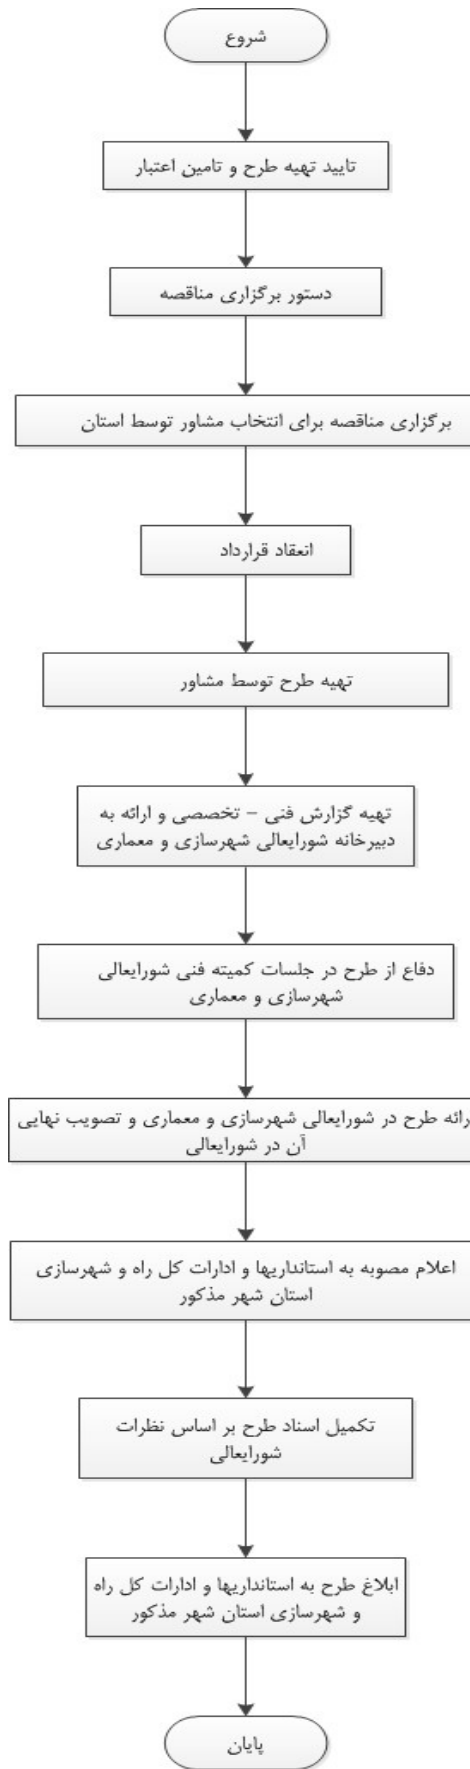 شروع
تایید تهیه طرح و تامین اعتبار
دستور برگزاری مناقصه
برگزاری مناقصه برای انتخاب مشاور توسط استان
انعقاد قرارداد
تهیه طرح توسط مشاور
تهیه گزارش فنی – تخصصی و ارائه به
دبیرخانه شورایعالی شهرسازی و معماری
دفاع از طرح در جلسات کمیته فنی شورایعالی
شهرسازی و معماری
رائه طرح در شورایعالی شهرسازی و معماری و تصویب نهایی
آن در شورایعالی
اعلام مصوبه به استانداریها و ادارات کل راه و شهرسازی
استان شهر مذکور
تکمیل اسناد طرح بر اساس نظرات
شورایعالی
ابلاغ طرح به استانداریها و ادارات کل راه
و شهرسازی استان شهر مذکور
پایان